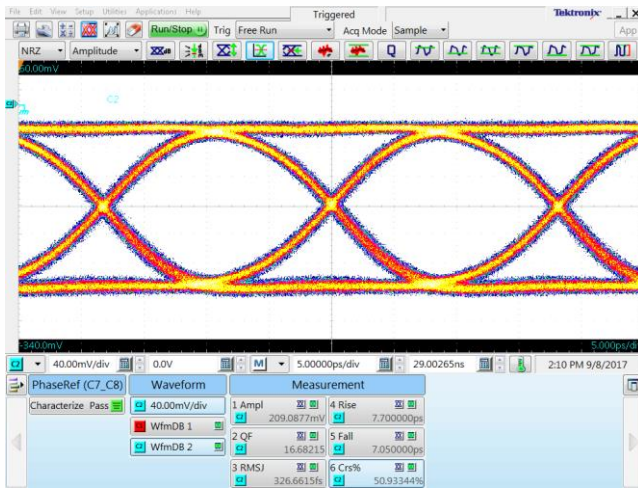 File Edit View Setup Utilities Applications Help
Triggered
Tektronix
Run/Stop
Trig
Free Run
Acq Mode
Sample
App
NRZ
Amplitude
Q
60.00mV
C2
-340.0mV
5.000ps/di
C2
40.00mV/div
0.0V
M
5.00000ps/div
29.00265ns
2:10 PM 9/8/2017
PhaseRef (C7_C8)
Characterize Pass
Waveform
C2 40.00mV/div
WfmDB 1
WfmDB 2
Measurement
1 Ampl
209.0877mV
4 Rise
7.700000ps
2 QF
16.68215
5 Fall
7.050000ps
3 RMSJ
326.6615fs
6 Crs%
50.93344%